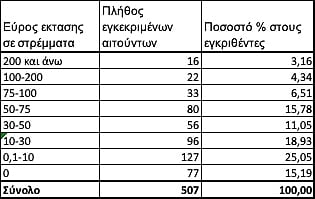 Εύρος εκτασης σε στρέμματα | Πλήθος εγκεκριμένων αιτούντων | Ποσοστό % στους εγκριθέντες
200 και άνω 16 3,16
100-200 22 4,34
75-100 33 6,51
50-75 80 15,78
30-50 56 11,05
10-30 96 18,93
0,1-10 127 25,05
0 77 15,19
Σύνολο 507 100,00